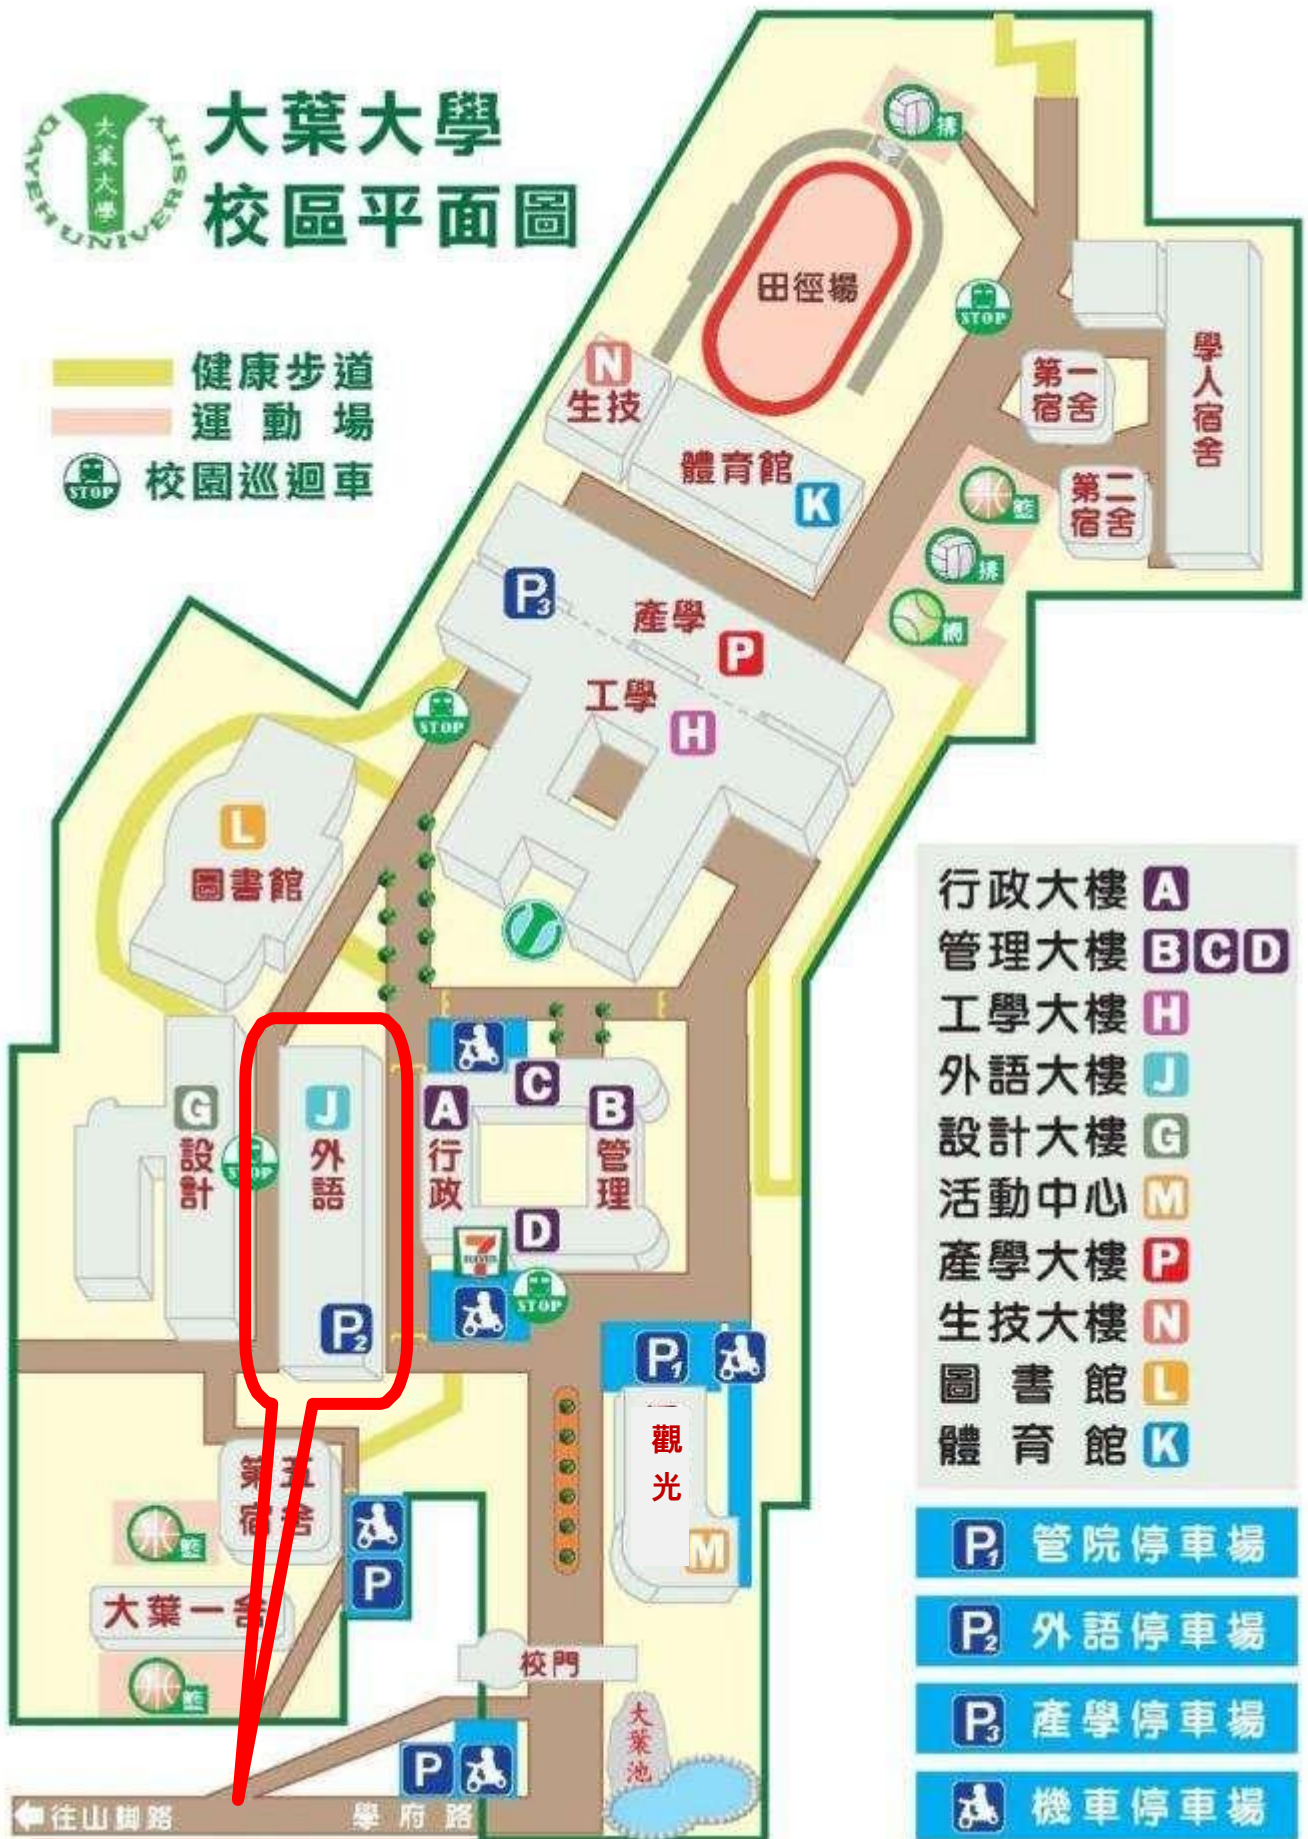 大葉大學
校區平面圖
大葉大學
DAYEH UNIVERSITY
健康步道
運動場
STOP 校園巡迴車
排
田徑場
STOP
N
生技
體育館
K
第一
宿舍
學人宿舍
第二
宿舍
籃
排
網
P3
產學
P
工學
H
STOP
L
圖書館
G
設計
STOP
J
外語
P2
A
行政
C
B
管理
D
7
ELEVEN
STOP
P1
觀光
M
第五
宿舍
籃
P
大葉一舍
籃
校門
大葉池
P
往山腳路
學府路
行政大樓 A
管理大樓 B C D
工學大樓 H
外語大樓 J
設計大樓 G
活動中心 M
產學大樓 P
生技大樓 N
圖書館 L
體育館 K
P1 管院停車場
P2 外語停車場
P3 產學停車場
機車停車場